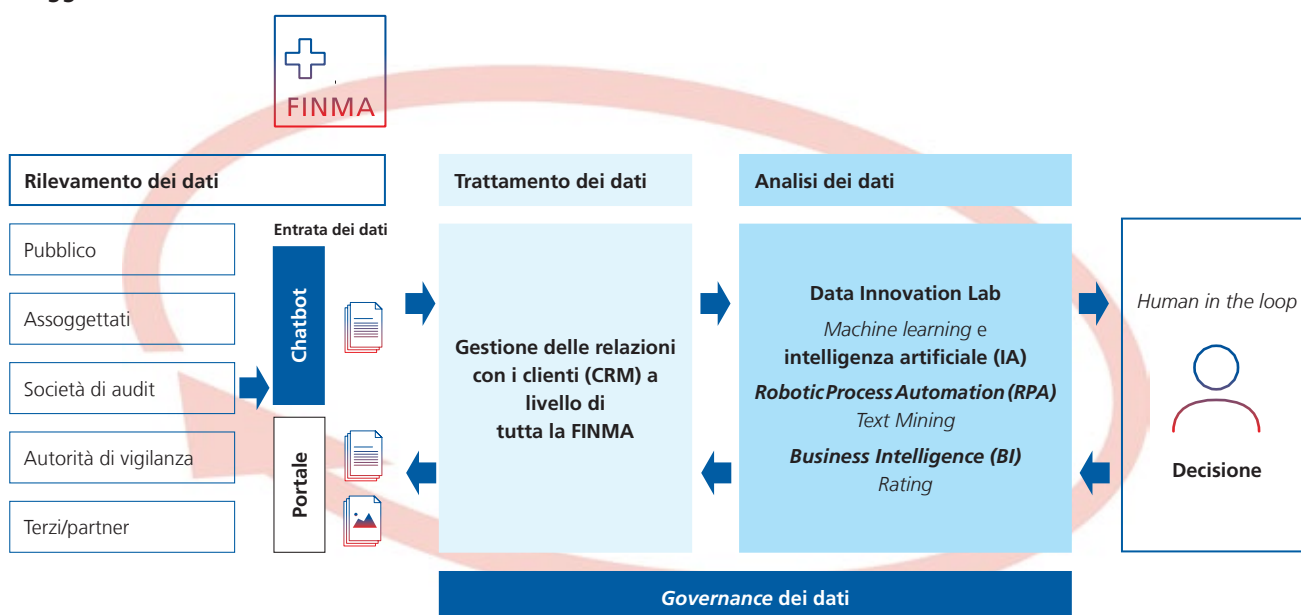 FINMA
Rilevamento dei dati
Trattamento dei dati
Analisi dei dati
Pubblico
Assoggettati
Società di audit
Autorità di vigilanza
Terzi/partner
Entrata dei dati
Chatbot
Portale
Gestione delle relazioni
con i clienti (CRM) a
livello di
tutta la FINMA
Data Innovation Lab
Machine learning e
intelligenza artificiale (IA)
Robotic Process Automation (RPA)
Text Mining
Business Intelligence (BI)
Rating
Human in the loop
Decisione
Governance dei dati